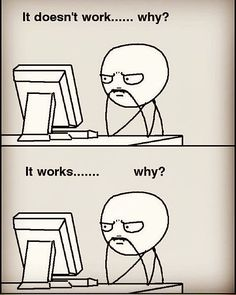 It doesn't work...... why?
It works....... why?